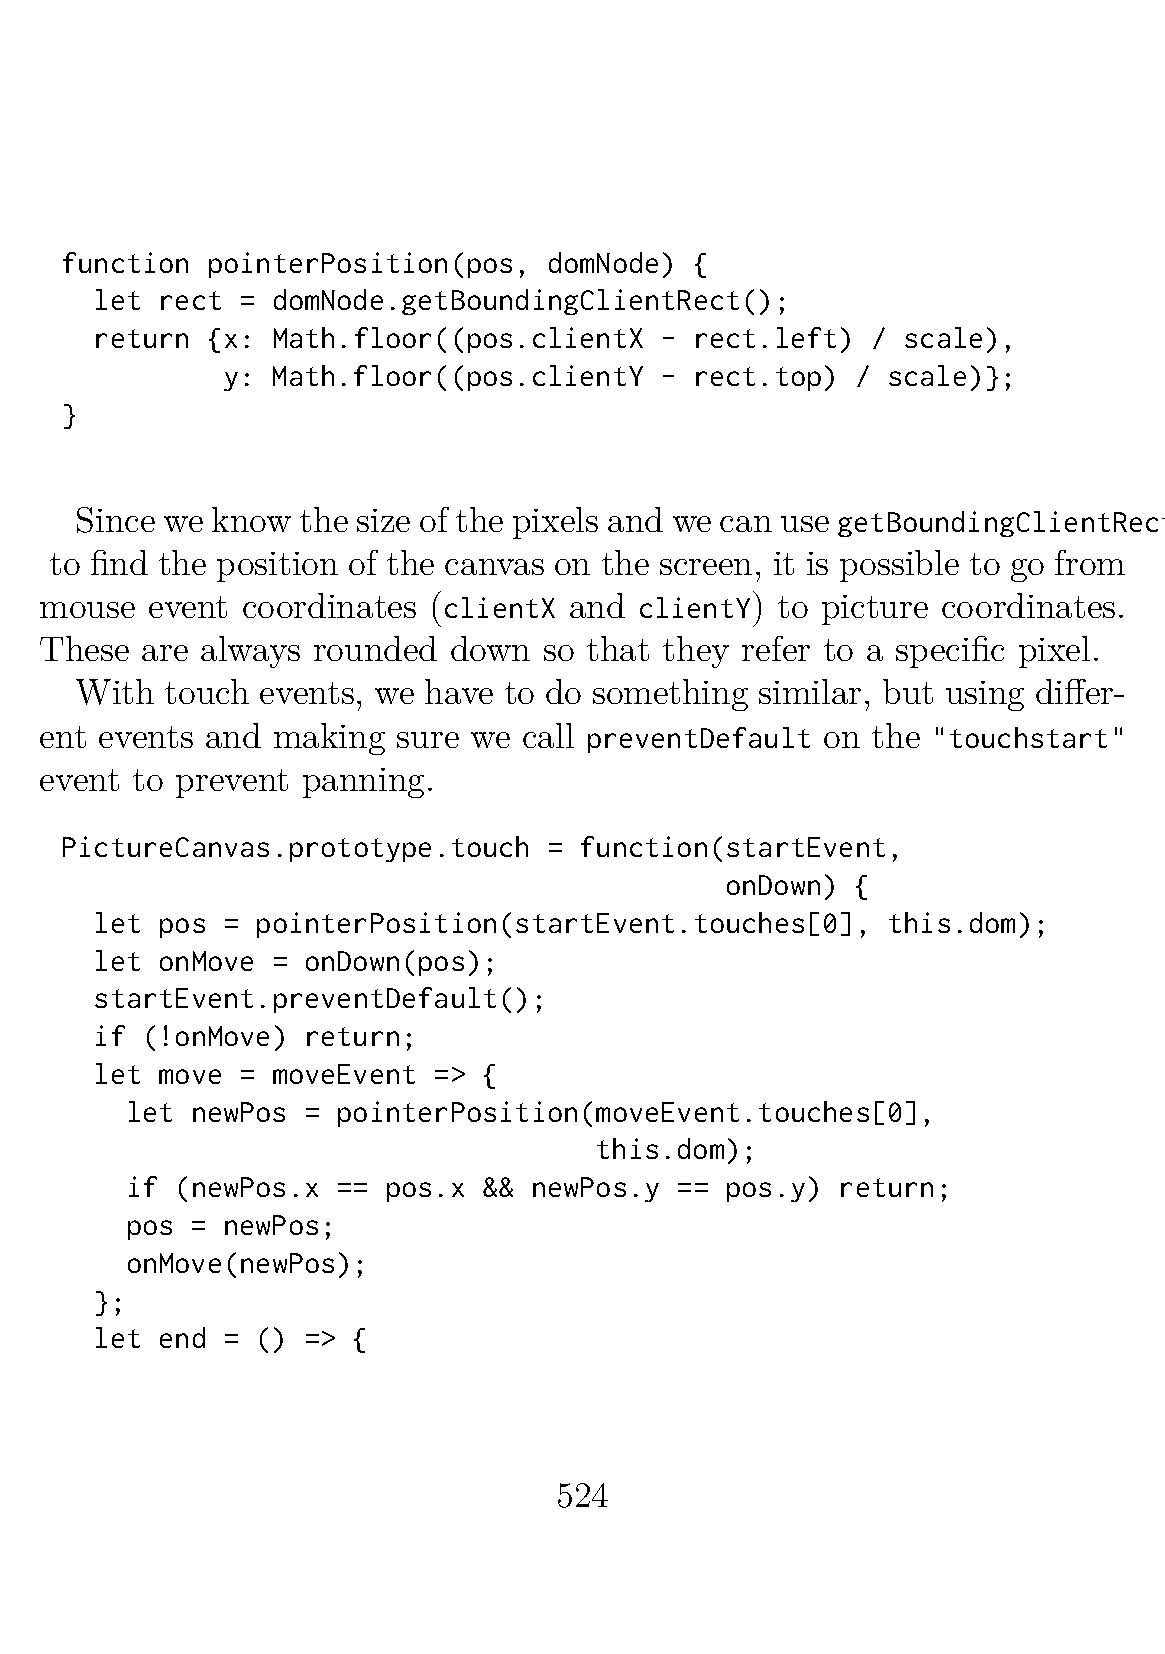 function pointerPosition(pos, domNode) {
  let rect = domNode.getBoundingClientRect();
  return {x: Math.floor((pos.clientX - rect.left) / scale),
          y: Math.floor((pos.clientY - rect.top) / scale)};
}
Since we know the size of the pixels and we can use getBoundingClientRec
to find the position of the canvas on the screen, it is possible to go from
mouse event coordinates (clientX and clientY) to picture coordinates.
These are always rounded down so that they refer to a specific pixel.
With touch events, we have to do something similar, but using differ-
ent events and making sure we call preventDefault on the "touchstart"
event to prevent panning.
PictureCanvas.prototype.touch = function(startEvent,
                                         onDown) {
  let pos = pointerPosition(startEvent.touches[0], this.dom);
  let onMove = onDown(pos);
  startEvent.preventDefault();
  if (!onMove) return;
  let move = moveEvent => {
    let newPos = pointerPosition(moveEvent.touches[0],
                                 this.dom);
    if (newPos.x == pos.x && newPos.y == pos.y) return;
    pos = newPos;
    onMove(newPos);
  };
  let end = () => {
524